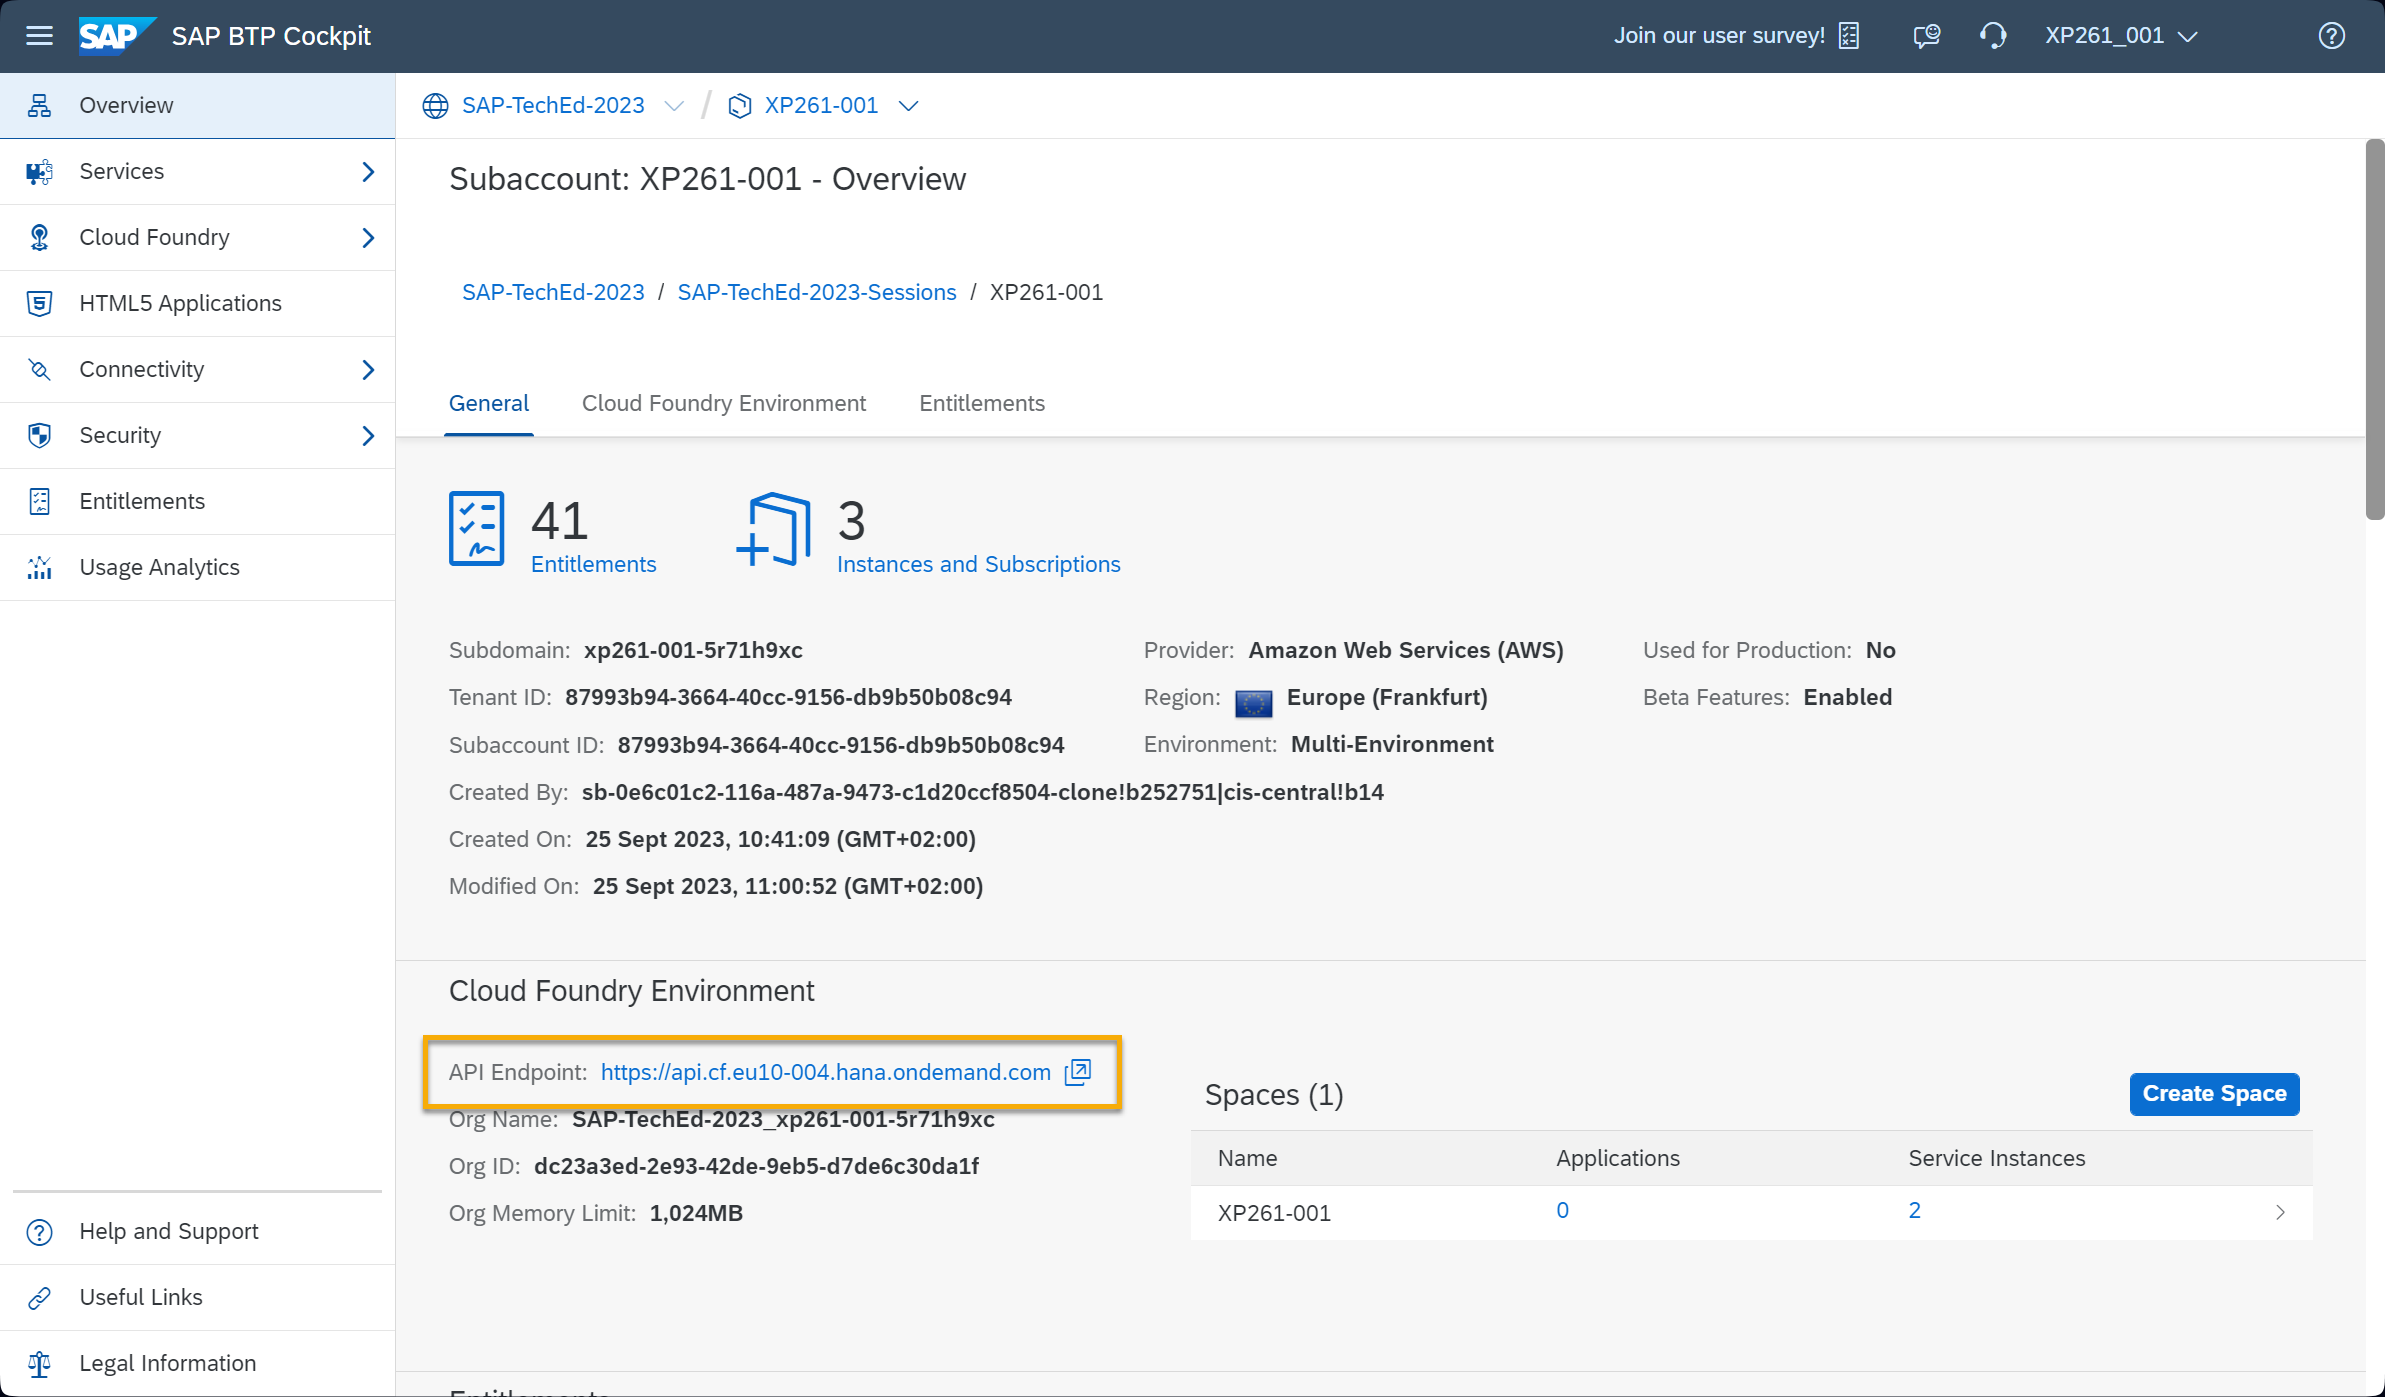 SAP SAP BTP Cockpit
Join our user survey!
XP261_001
Overview
Services
Cloud Foundry
HTML5 Applications
Connectivity
Security
Entitlements
Usage Analytics
Help and Support
Useful Links
Legal Information
SAP-TechEd-2023 / XP261-001
Subaccount: XP261-001 - Overview
SAP-TechEd-2023 / SAP-TechEd-2023-Sessions / XP261-001
General Cloud Foundry Environment Entitlements
41
Entitlements
3
Instances and Subscriptions
Subdomain: xp261-001-5r71h9xc
Tenant ID: 87993b94-3664-40cc-9156-db9b50b08c94
Subaccount ID: 87993b94-3664-40cc-9156-db9b50b08c94
Created By: sb-0e6c01c2-116a-487a-9473-c1d20ccf8504-clone!b252751|cis-central!b14
Created On: 25 Sept 2023, 10:41:09 (GMT+02:00)
Modified On: 25 Sept 2023, 11:00:52 (GMT+02:00)
Provider: Amazon Web Services (AWS)
Region: Europe (Frankfurt)
Environment: Multi-Environment
Used for Production: No
Beta Features: Enabled
Cloud Foundry Environment
API Endpoint: https://api.cf.eu10-004.hana.ondemand.com
Org Name: SAP-TechEd-2023_xp261-001-5r71h9xc
Org ID: dc23a3ed-2e93-42de-9eb5-d7de6c30da1f
Org Memory Limit: 1,024MB
Spaces (1)
Create Space
Name Applications Service Instances
XP261-001 0 2
Entitlements